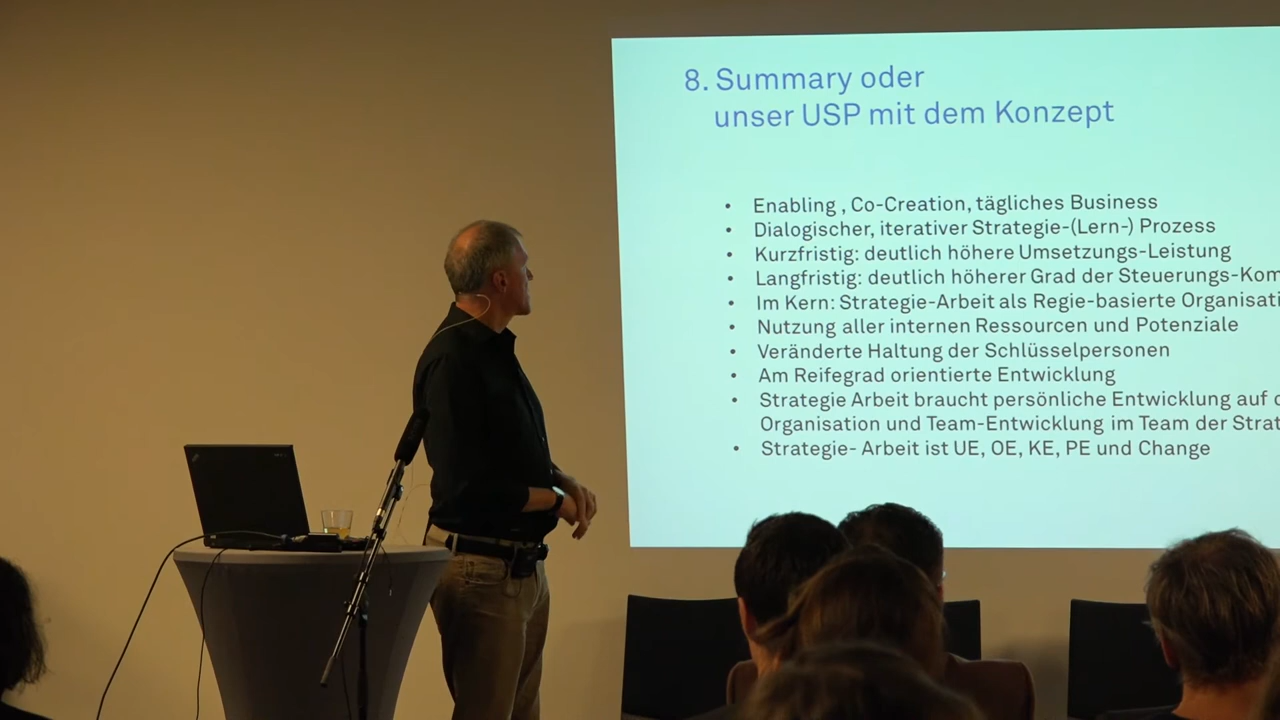 8. Summary oder
unser USP mit dem Konzept
• Enabling , Co-Creation, tägliches Business
• Dialogischer, iterativer Strategie-(Lern-) Prozess
• Kurzfristig: deutlich höhere Umsetzungs-Leistung
• Langfristig: deutlich höherer Grad der Steuerungs-Kom
• Im Kern: Strategie-Arbeit als Regie-basierte Organisati
• Nutzung aller internen Ressourcen und Potenziale
• Veränderte Haltung der Schlüsselpersonen
• Am Reifegrad orientierte Entwicklung
• Strategie Arbeit braucht persönliche Entwicklung auf
Organisation und Team-Entwicklung im Team der Strat
• Strategie- Arbeit ist UE, OE, KE, PE und Change